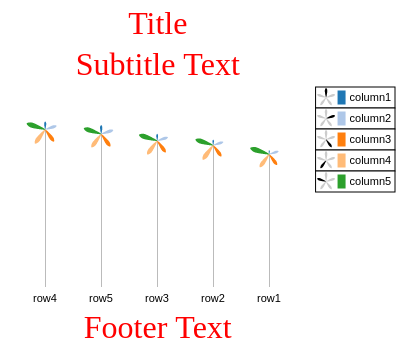 Title
Subtitle Text
column1
column2
column3
column4
column5
row4
row5
row3
row2
row1
Footer Text